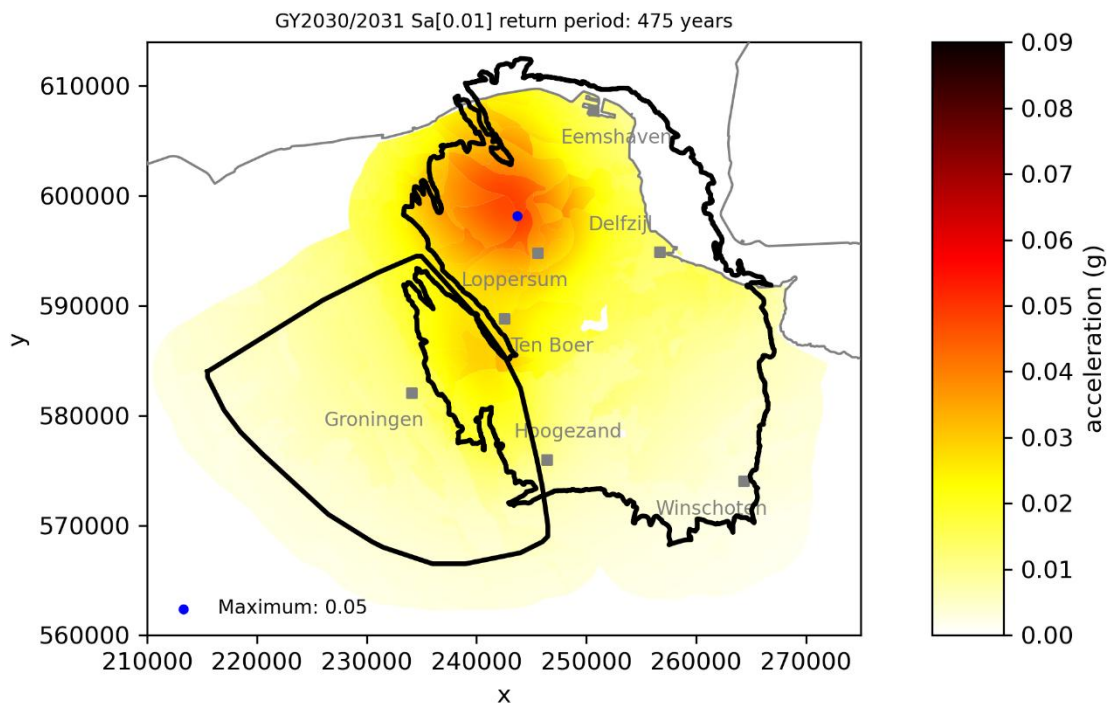 GY2030/2031 Sa[0.01] return period: 475 years
610000
600000
590000
580000
570000
560000
y
Eemshaven
Delfzijl
Loppersum
Ten Boer
Groningen
Hoogezand
Winschoten
Maximum: 0.05
210000 220000 230000 240000 250000 260000 270000
x
0.09
0.08
0.07
0.06
0.05
0.04
0.03
0.02
0.01
0.00
acceleration (g)